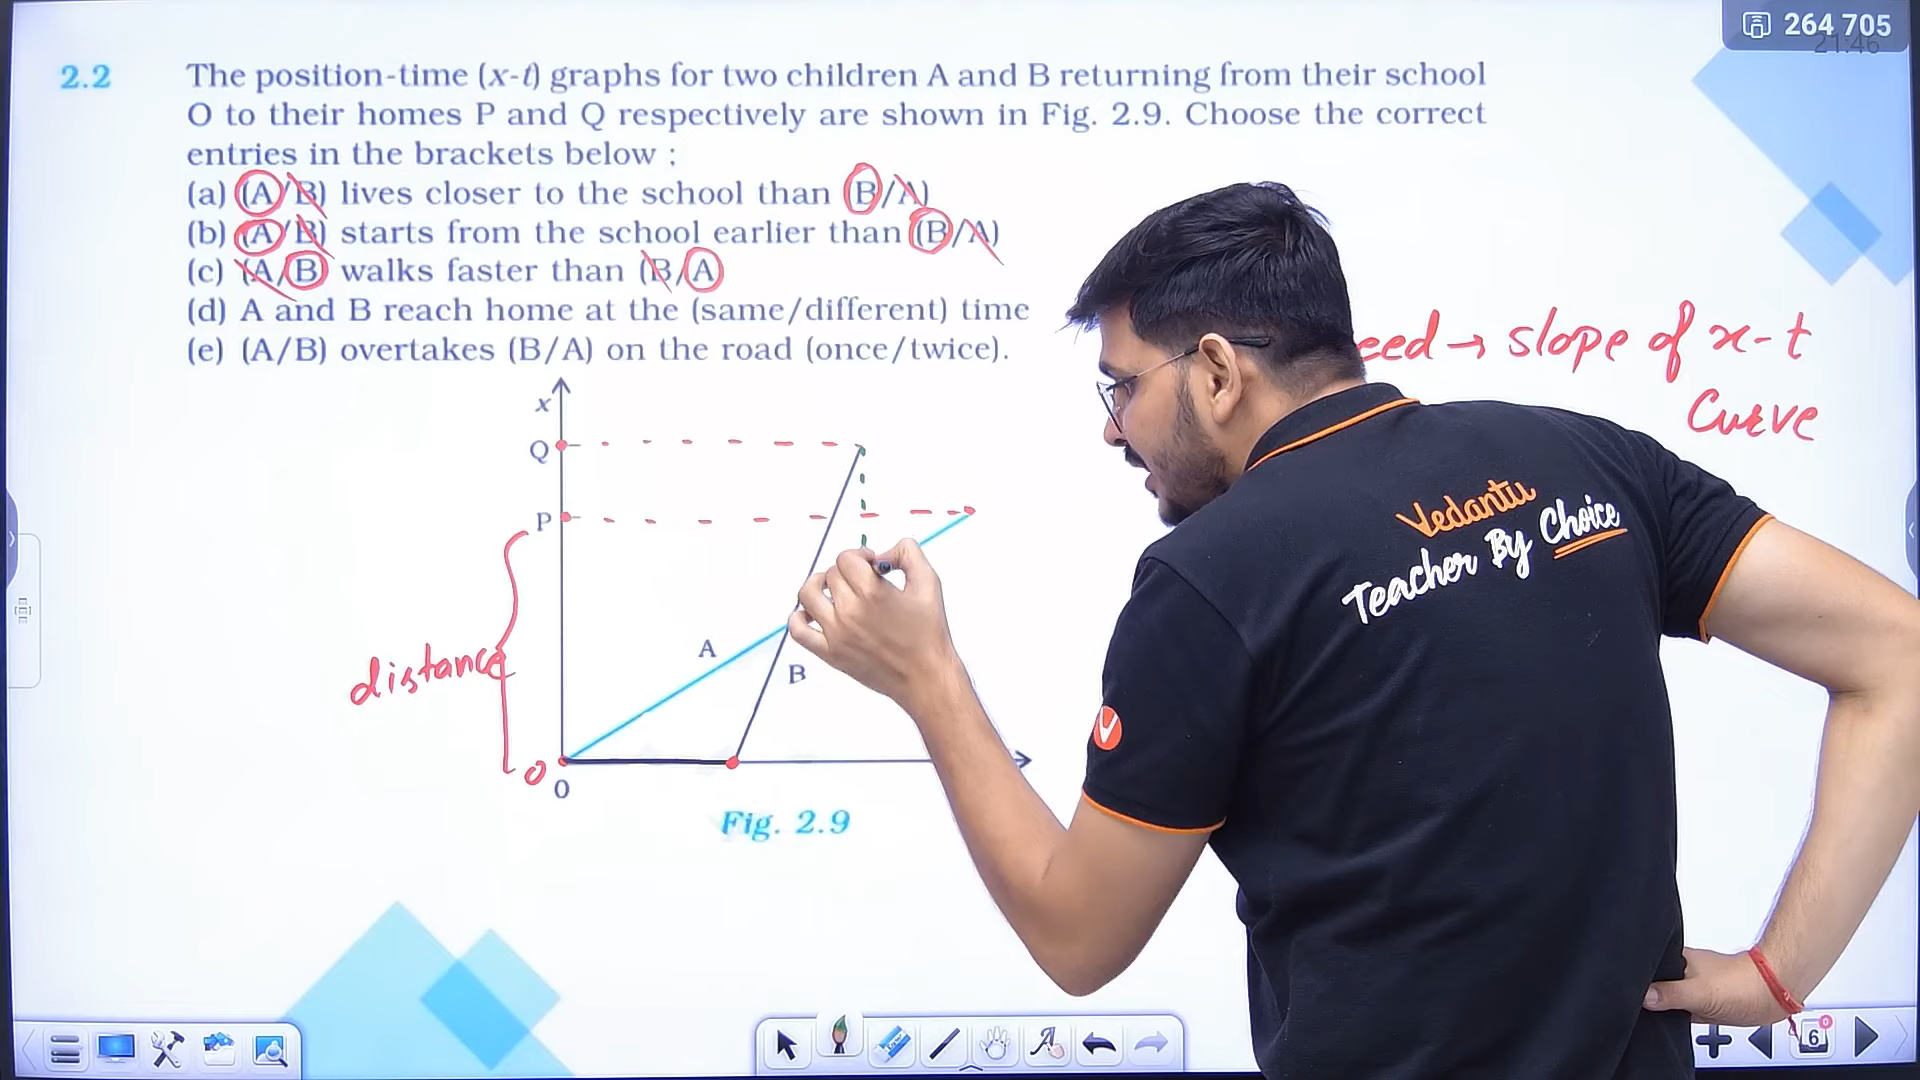 264 705
21:46
2.2 The position-time (x-t) graphs for two children A and B returning from their school
O to their homes P and Q respectively are shown in Fig. 2.9. Choose the correct
entries in the brackets below ;
(a) (A/B) lives closer to the school than (B/A)
(b) (A/B) starts from the school earlier than (B/A)
(c) (A/B) walks faster than (B/A
(d) A and B reach home at the (same/different) time
(e) (A/B) overtakes (B/A) on the road (once/twice).
eed → slope of x-t
Curve
x
Q
P
distance
A
B
O
O
Fig. 2.9
Vedantu
Teacher By Choice
V
A
6
0